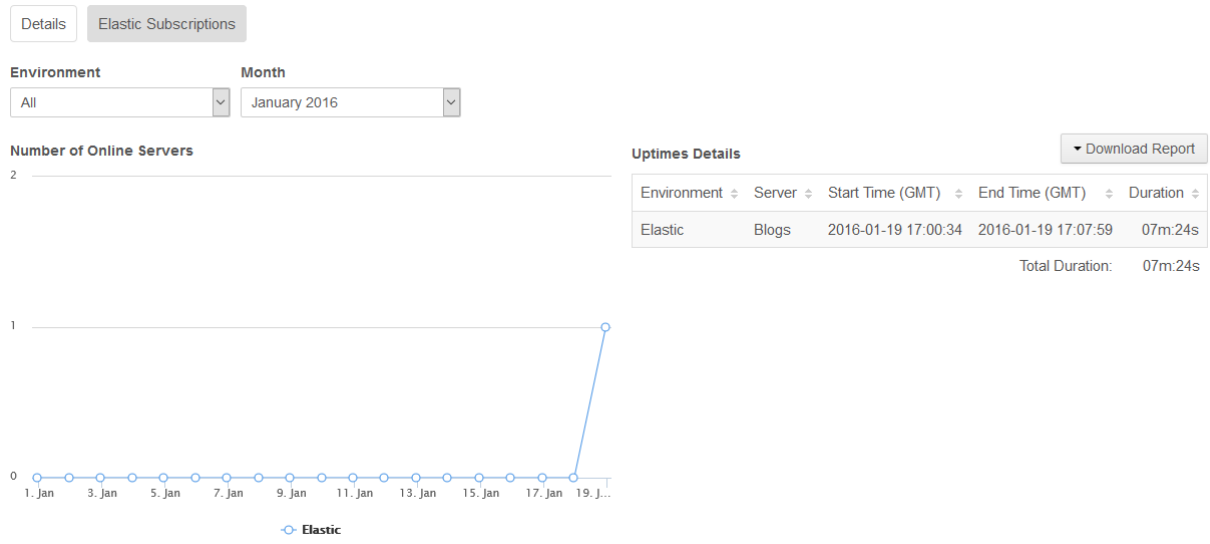 Details Elastic Subscriptions
Environment Month
All January 2016
Number of Online Servers
2
1
0
1. Jan 3. Jan 5. Jan 7. Jan 9. Jan 11. Jan 13. Jan 15. Jan 17. Jan 19. J...
Elastic
Uptimes Details Download Report
Environment Server Start Time (GMT) End Time (GMT) Duration
Elastic Blogs 2016-01-19 17:00:34 2016-01-19 17:07:59 07m:24s
Total Duration: 07m:24s